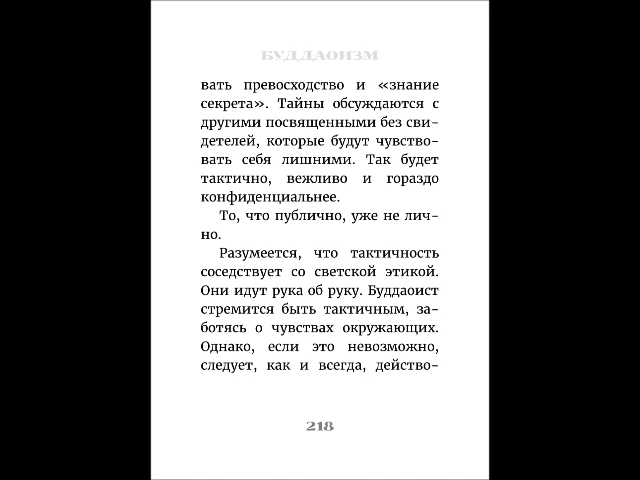 БУДДАОИЗМ
вать превосходство и «знание
секрета». Тайны обсуждаются с
другими посвященными без сви-
детелей, которые будут чувство-
вать себя лишними. Так будет
тактично, вежливо и гораздо
конфиденциальнее.
То, что публично, уже не лич-
но.
Разумеется, что тактичность
соседствует со светской этикой.
Они идут рука об руку. Буддаоист
стремится быть тактичным, за-
ботясь о чувствах окружающих.
Однако, если это невозможно,
следует, как и всегда, действо-
218